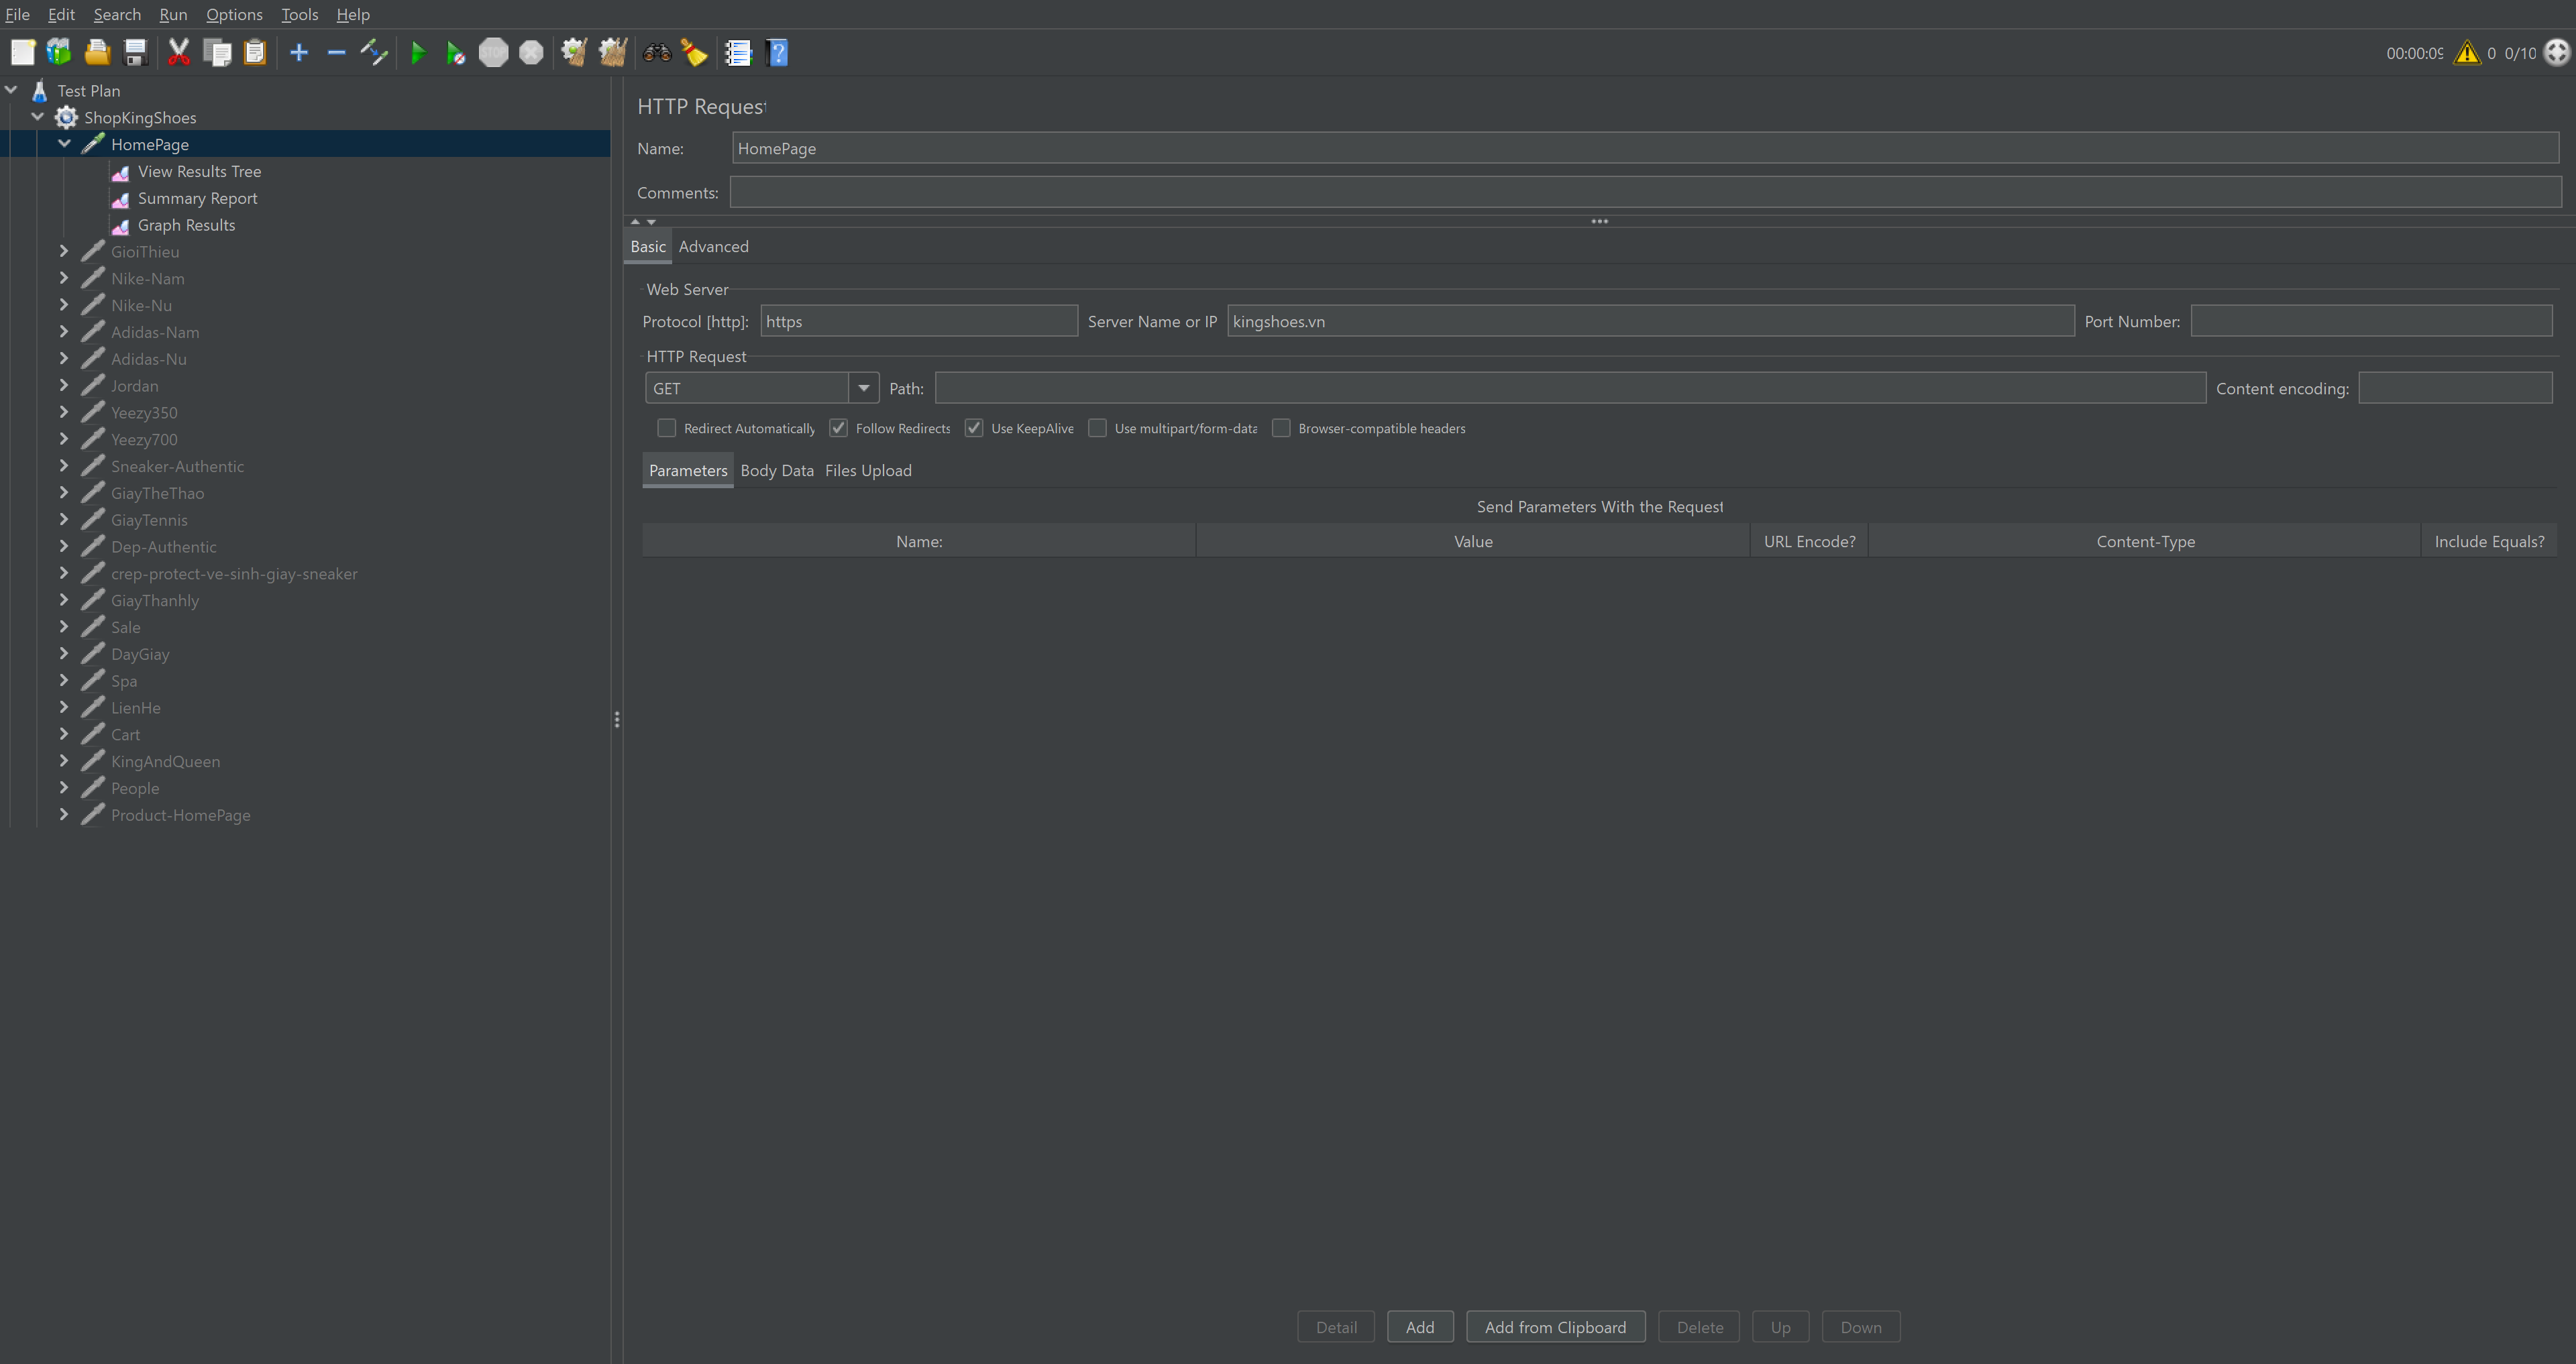 File Edit Search Run Options Tools Help
00:00:09 0 0/10
Test Plan
ShopKingShoes
HomePage
View Results Tree
Summary Report
Graph Results
GioiThieu
Nike-Nam
Nike-Nu
Adidas-Nam
Adidas-Nu
Jordan
Yeezy350
Yeezy700
Sneaker-Authentic
GiayTheThao
GiayTennis
Dep-Authentic
crep-protect-ve-sinh-giay-sneaker
GiayThanhly
Sale
DayGiay
Spa
LienHe
Cart
KingAndQueen
People
Product-HomePage
HTTP Request
Name: HomePage
Comments:
Basic Advanced
Web Server
Protocol [http]: https Server Name or IP kingshoes.vn Port Number:
HTTP Request
GET Path: Content encoding:
Redirect Automatically Follow Redirects Use KeepAlive Use multipart/form-data Browser-compatible headers
Parameters Body Data Files Upload
Send Parameters With the Request
Name: Value URL Encode? Content-Type Include Equals?
Detail Add Add from Clipboard Delete Up Down